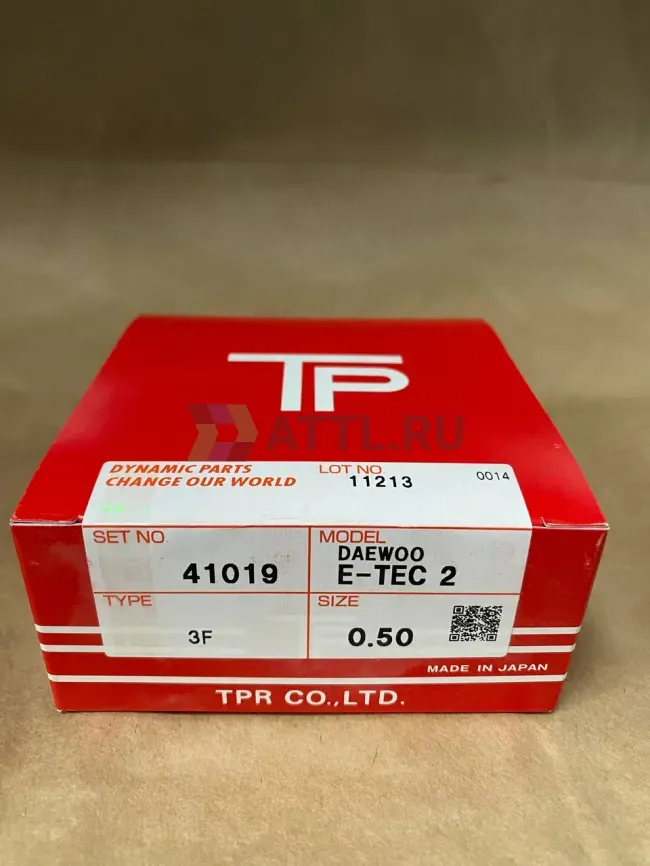 TP
ATTL.RU
DYNAMIC PARTS
CHANGE OUR WORLD
LOT NO.
11213
0014
SET NO.
41019
MODEL
DAEWOO
E-TEC 2
TYPE
3F
SIZE
0.50
MADE IN JAPAN
TPR CO.,LTD.